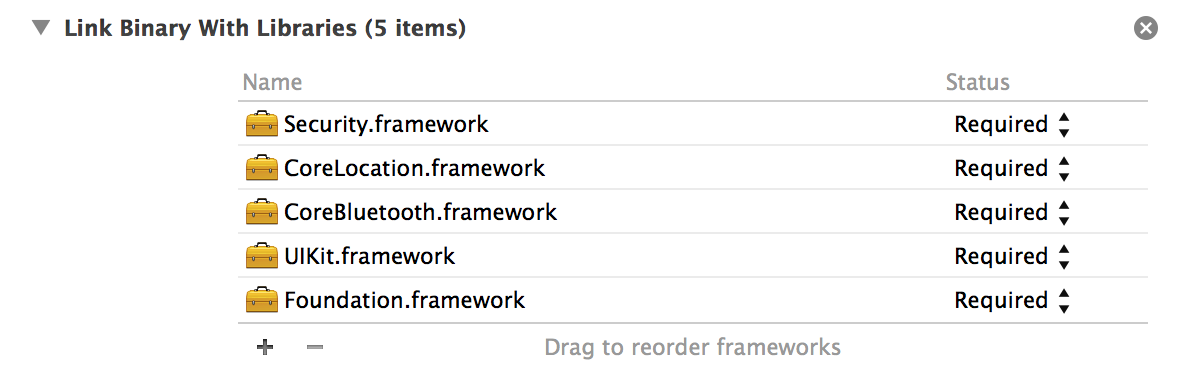 Link Binary With Libraries (5 items)
Name Status
Security.framework Required
CoreLocation.framework Required
CoreBluetooth.framework Required
UIKit.framework Required
Foundation.framework Required
Drag to reorder frameworks